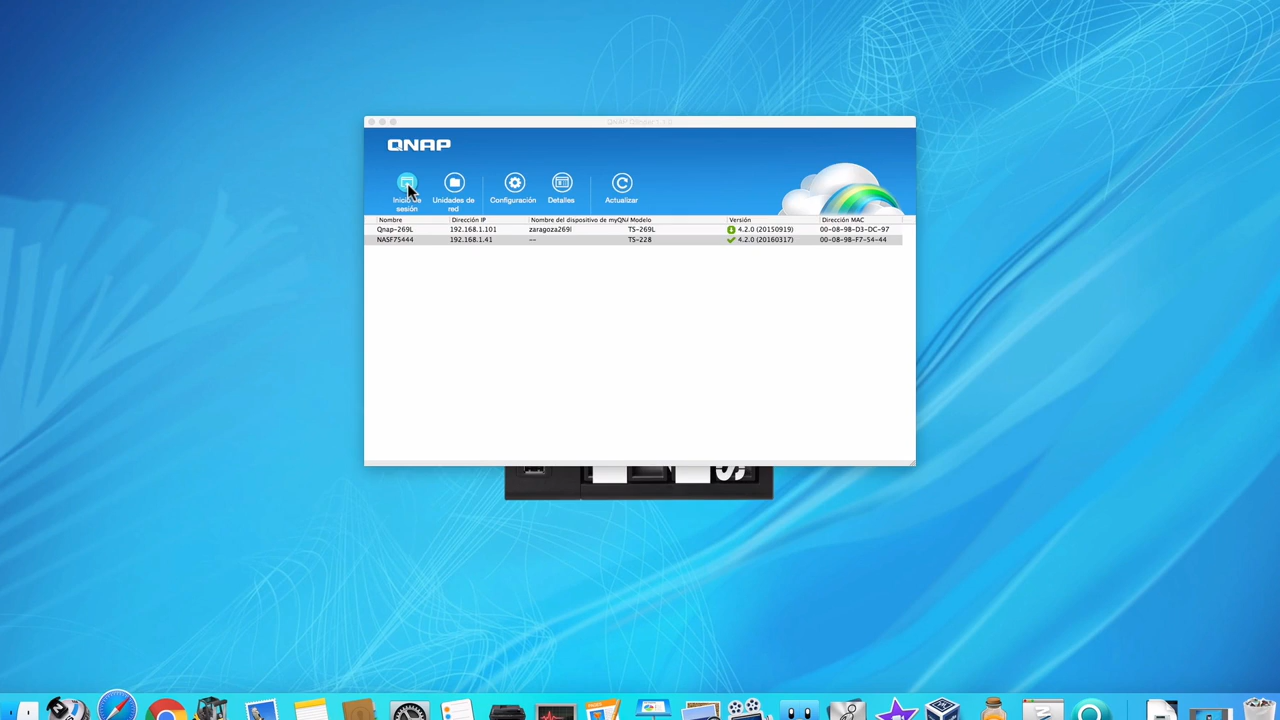 QNAP
Inicio de sesión
Unidades de red
Configuración
Detalles
Actualizar
Nombre Dirección IP Nombre del dispositivo de myQNA Modelo Versión Dirección MAC
Qnap-269L 192.168.1.101 zaragoza269l TS-269L 4.2.0 (20150919) 00-08-9B-D3-DC-97
NASF75444 192.168.1.41 -- TS-228 4.2.0 (20160317) 00-08-9B-F7-54-44